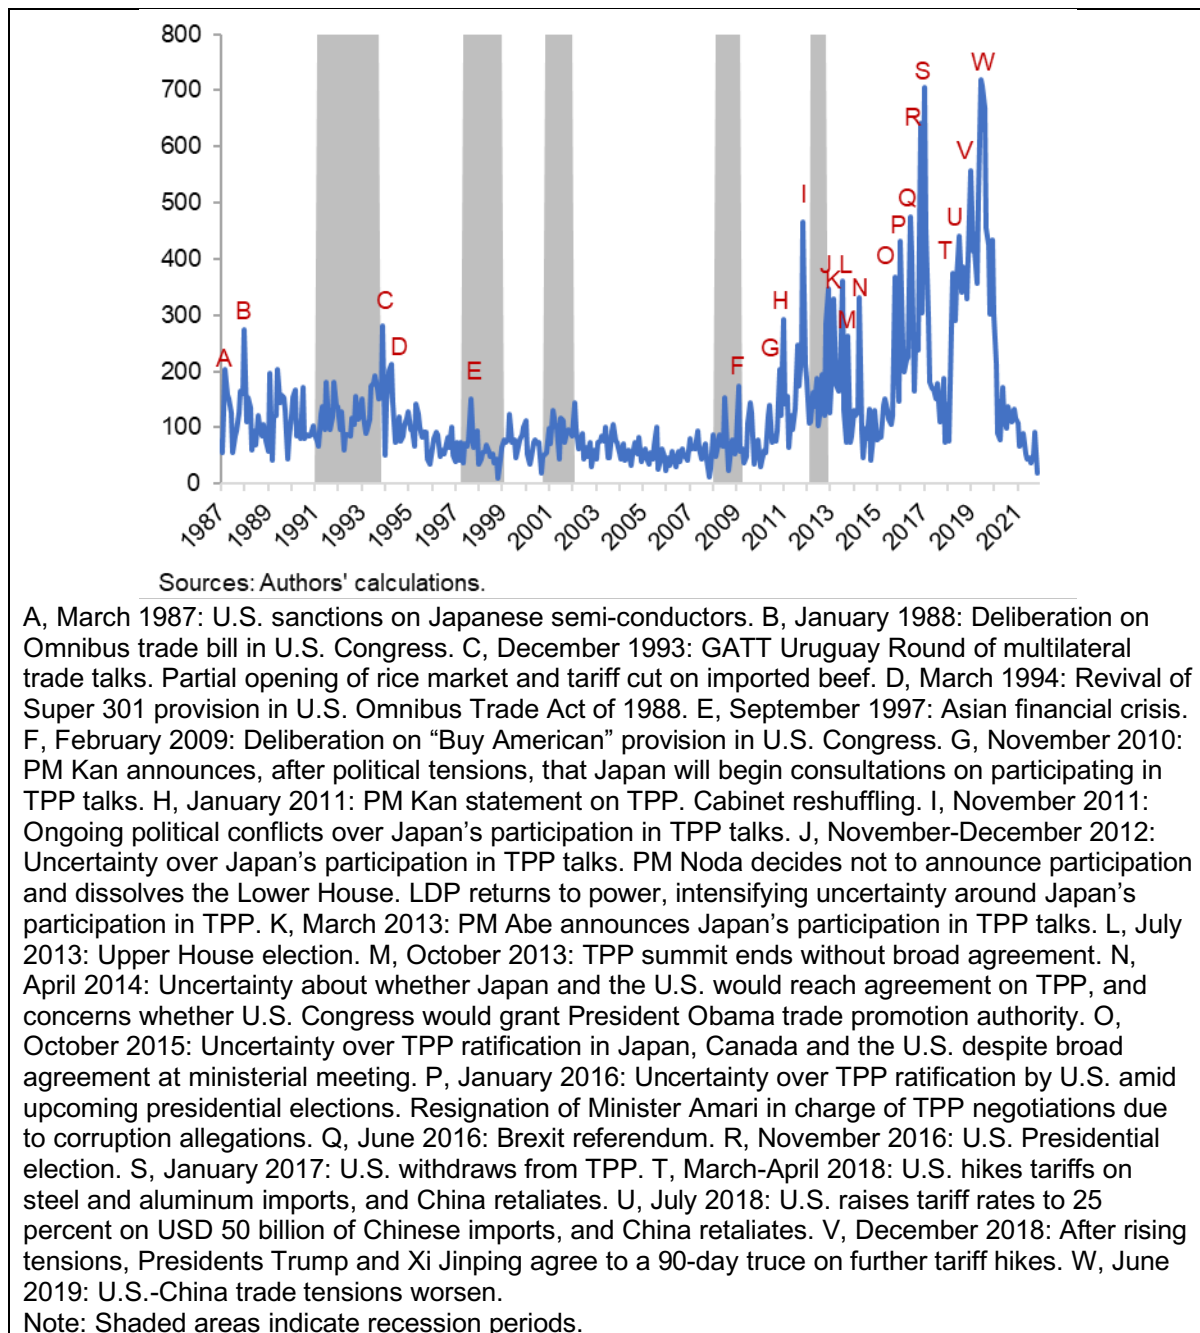 800
700
600
500
400
300
200
100
0
A
B
C
D
E
F
G
H
I
J
K
L
M
N
O
P
Q
R
S
T
U
V
W
1987
1989
1991
1993
1995
1997
1999
2001
2003
2005
2007
2009
2011
2013
2015
2017
2019
2021
Sources: Authors' calculations.
A, March 1987: U.S. sanctions on Japanese semi-conductors. B, January 1988: Deliberation on
Omnibus trade bill in U.S. Congress. C, December 1993: GATT Uruguay Round of multilateral
trade talks. Partial opening of rice market and tariff cut on imported beef. D, March 1994: Revival of
Super 301 provision in U.S. Omnibus Trade Act of 1988. E, September 1997: Asian financial crisis.
F, February 2009: Deliberation on “Buy American” provision in U.S. Congress. G, November 2010:
PM Kan announces, after political tensions, that Japan will begin consultations on participating in
TPP talks. H, January 2011: PM Kan statement on TPP. Cabinet reshuffling. I, November 2011:
Ongoing political conflicts over Japan’s participation in TPP talks. J, November-December 2012:
Uncertainty over Japan’s participation in TPP talks. PM Noda decides not to announce participation
and dissolves the Lower House. LDP returns to power, intensifying uncertainty around Japan’s
participation in TPP. K, March 2013: PM Abe announces Japan’s participation in TPP talks. L, July
2013: Upper House election. M, October 2013: TPP summit ends without broad agreement. N,
April 2014: Uncertainty about whether Japan and the U.S. would reach agreement on TPP, and
concerns whether U.S. Congress would grant President Obama trade promotion authority. O,
October 2015: Uncertainty over TPP ratification in Japan, Canada and the U.S. despite broad
agreement at ministerial meeting. P, January 2016: Uncertainty over TPP ratification by U.S. amid
upcoming presidential elections. Resignation of Minister Amari in charge of TPP negotiations due
to corruption allegations. Q, June 2016: Brexit referendum. R, November 2016: U.S. Presidential
election. S, January 2017: U.S. withdraws from TPP. T, March-April 2018: U.S. hikes tariffs on
steel and aluminum imports, and China retaliates. U, July 2018: U.S. raises tariff rates to 25
percent on USD 50 billion of Chinese imports, and China retaliates. V, December 2018: After rising
tensions, Presidents Trump and Xi Jinping agree to a 90-day truce on further tariff hikes. W, June
2019: U.S.-China trade tensions worsen.
Note: Shaded areas indicate recession periods.